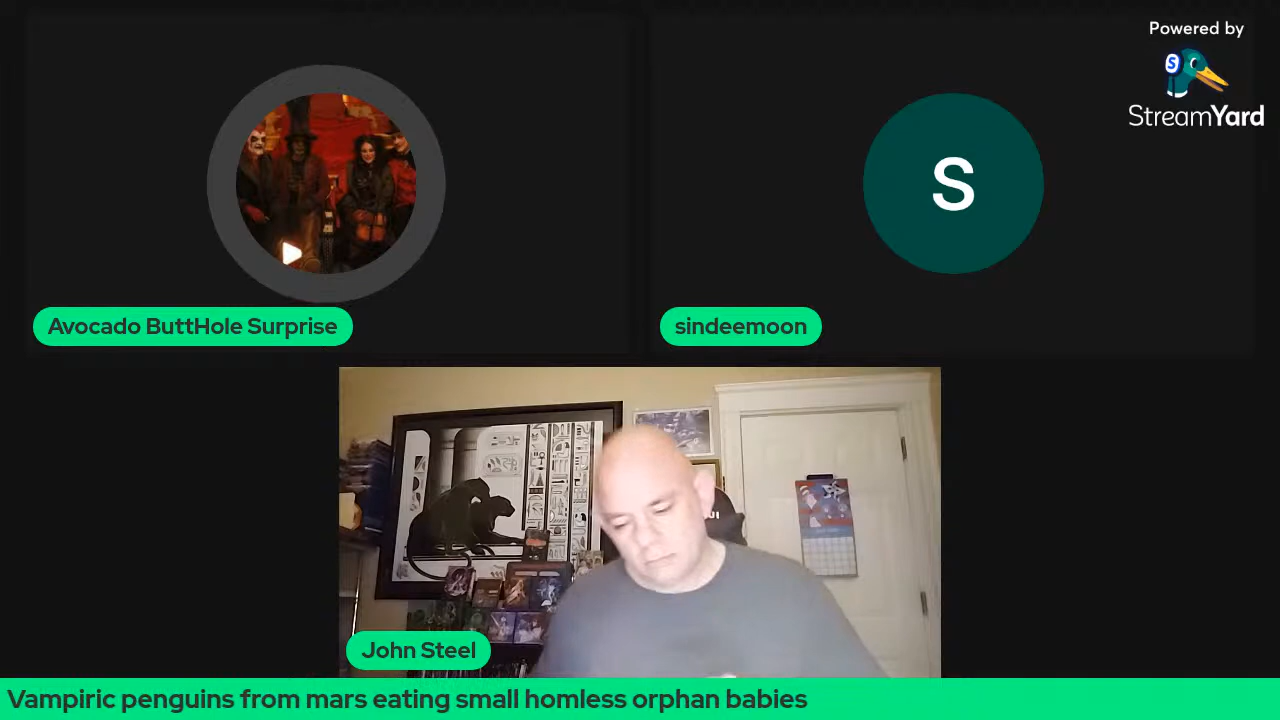 Powered by
StreamYard
S
S
Avocado ButtHole Surprise
sindeemoon
John Steel
Vampiric penguins from mars eating small homless orphan babies